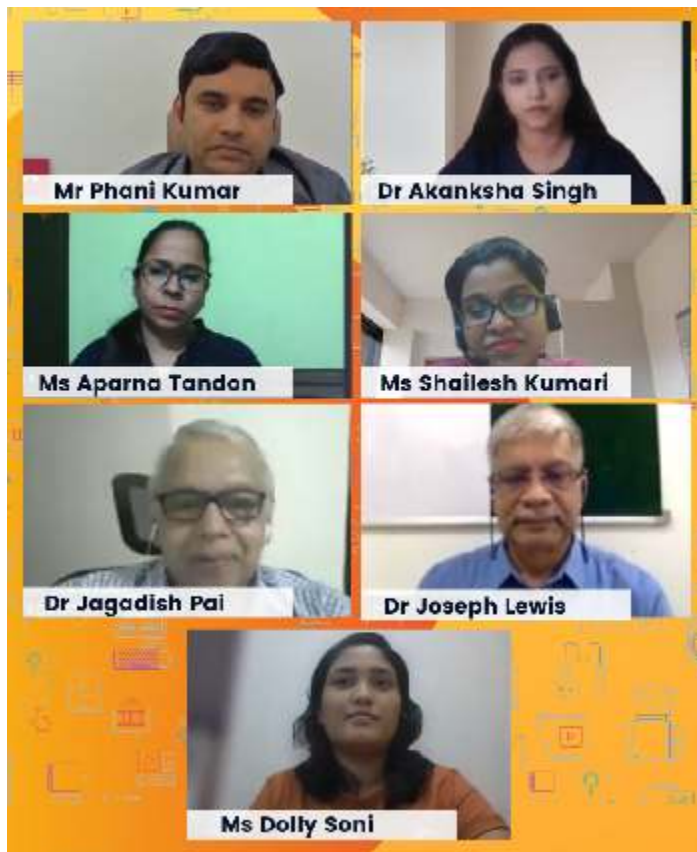 Mr Phani Kumar
Dr Akanksha Singh
Ms Aparna Tandon
Ms Shailesh Kumari
Dr Jagadish Pai
Dr Joseph Lewis
Ms Dolly Soni